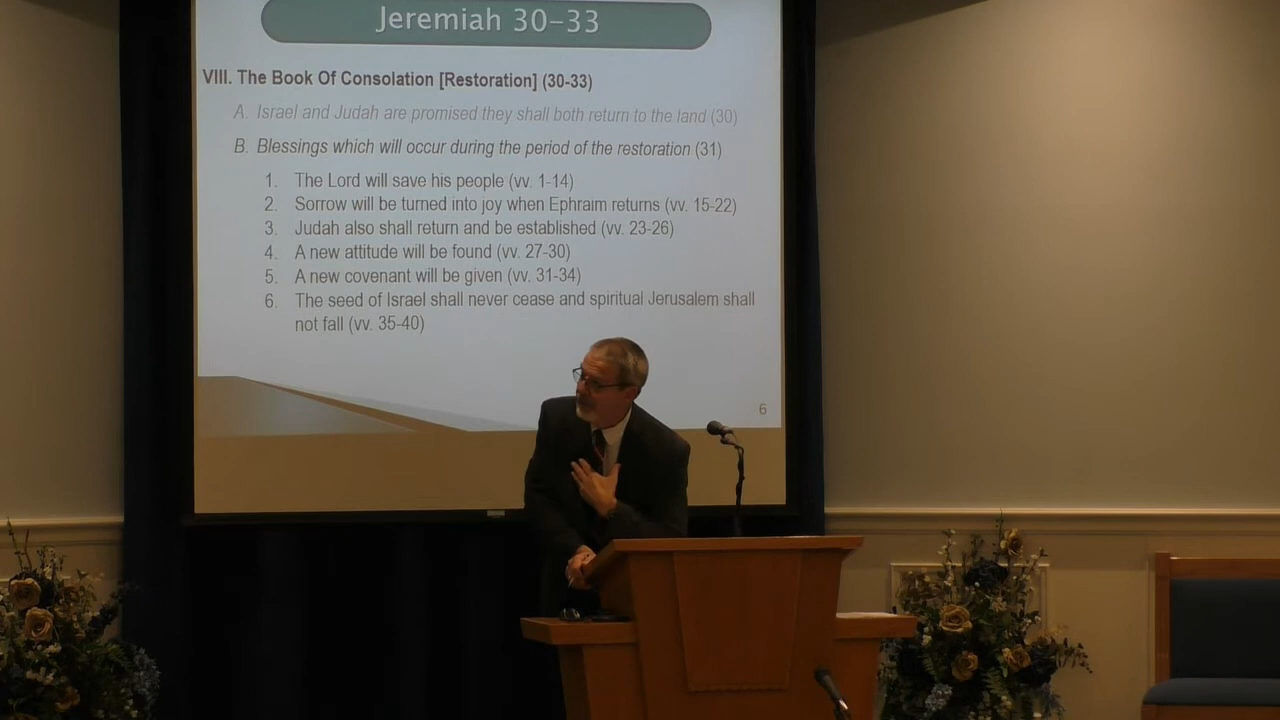 Jeremiah 30-33
VIII. The Book Of Consolation [Restoration] (30-33)
A. Israel and Judah are promised they shall both return to the land (30)
B. Blessings which will occur during the period of the restoration (31)
1. The Lord will save his people (vv. 1-14)
2. Sorrow will be turned into joy when Ephraim returns (vv. 15-22)
3. Judah also shall return and be established (vv. 23-26)
4. A new attitude will be found (vv. 27-30)
5. A new covenant will be given (vv. 31-34)
6. The seed of Israel shall never cease and spiritual Jerusalem shall
not fall (vv. 35-40)
6